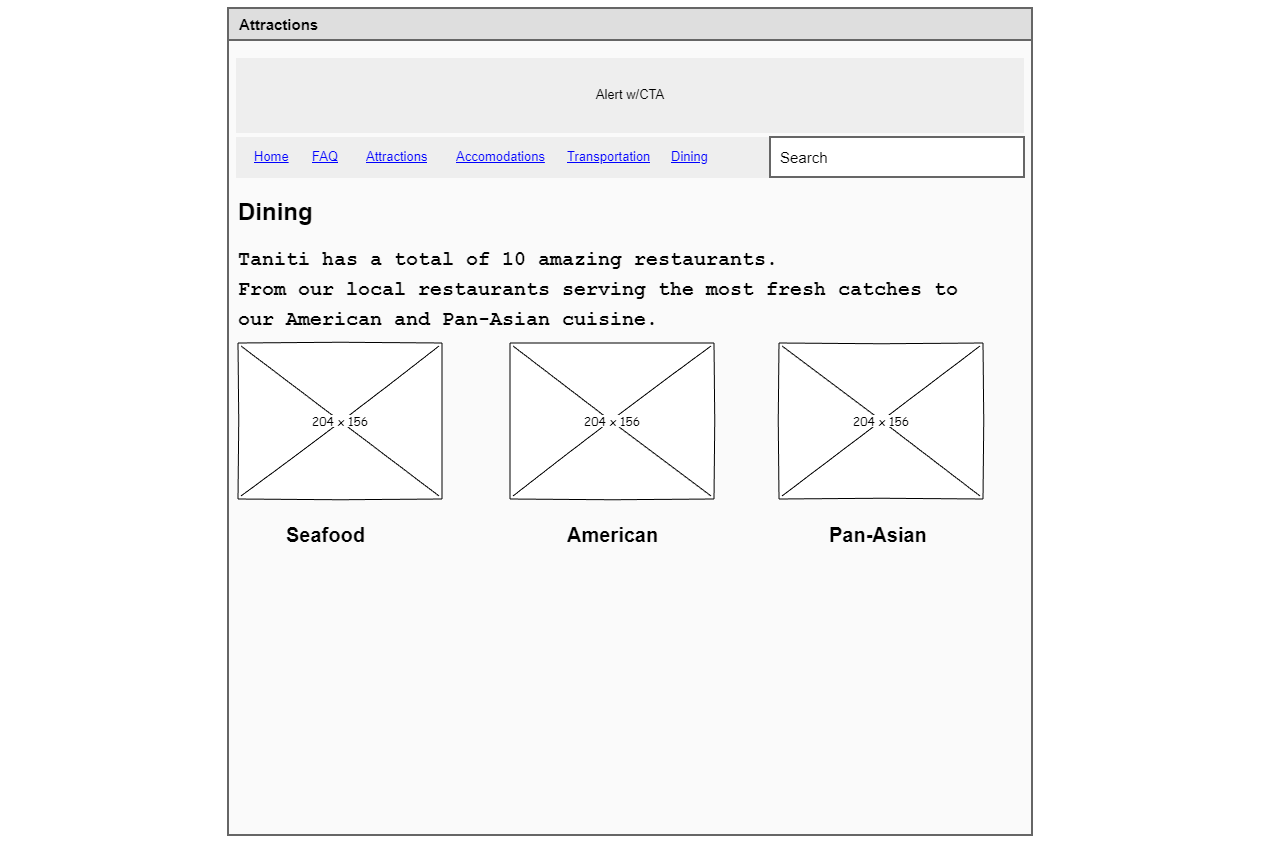 Attractions
Alert w/CTA
Home FAQ Attractions Accomodations Transportation Dining Search
Dining
Taniti has a total of 10 amazing restaurants.
From our local restaurants serving the most fresh catches to
our American and Pan-Asian cuisine.
204 x 156 204 x 156 204 x 156
Seafood American Pan-Asian